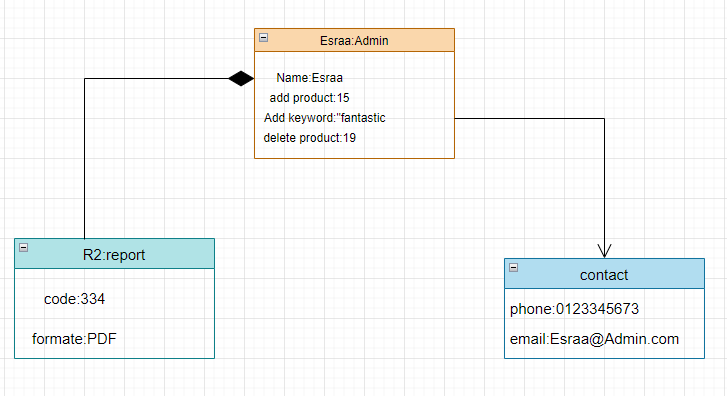 Esraa:Admin
Name:Esraa
add product:15
Add keyword:"fantastic
delete product:19
R2:report
code:334
formate:PDF
contact
phone:0123345673
email:Esraa@Admin.com